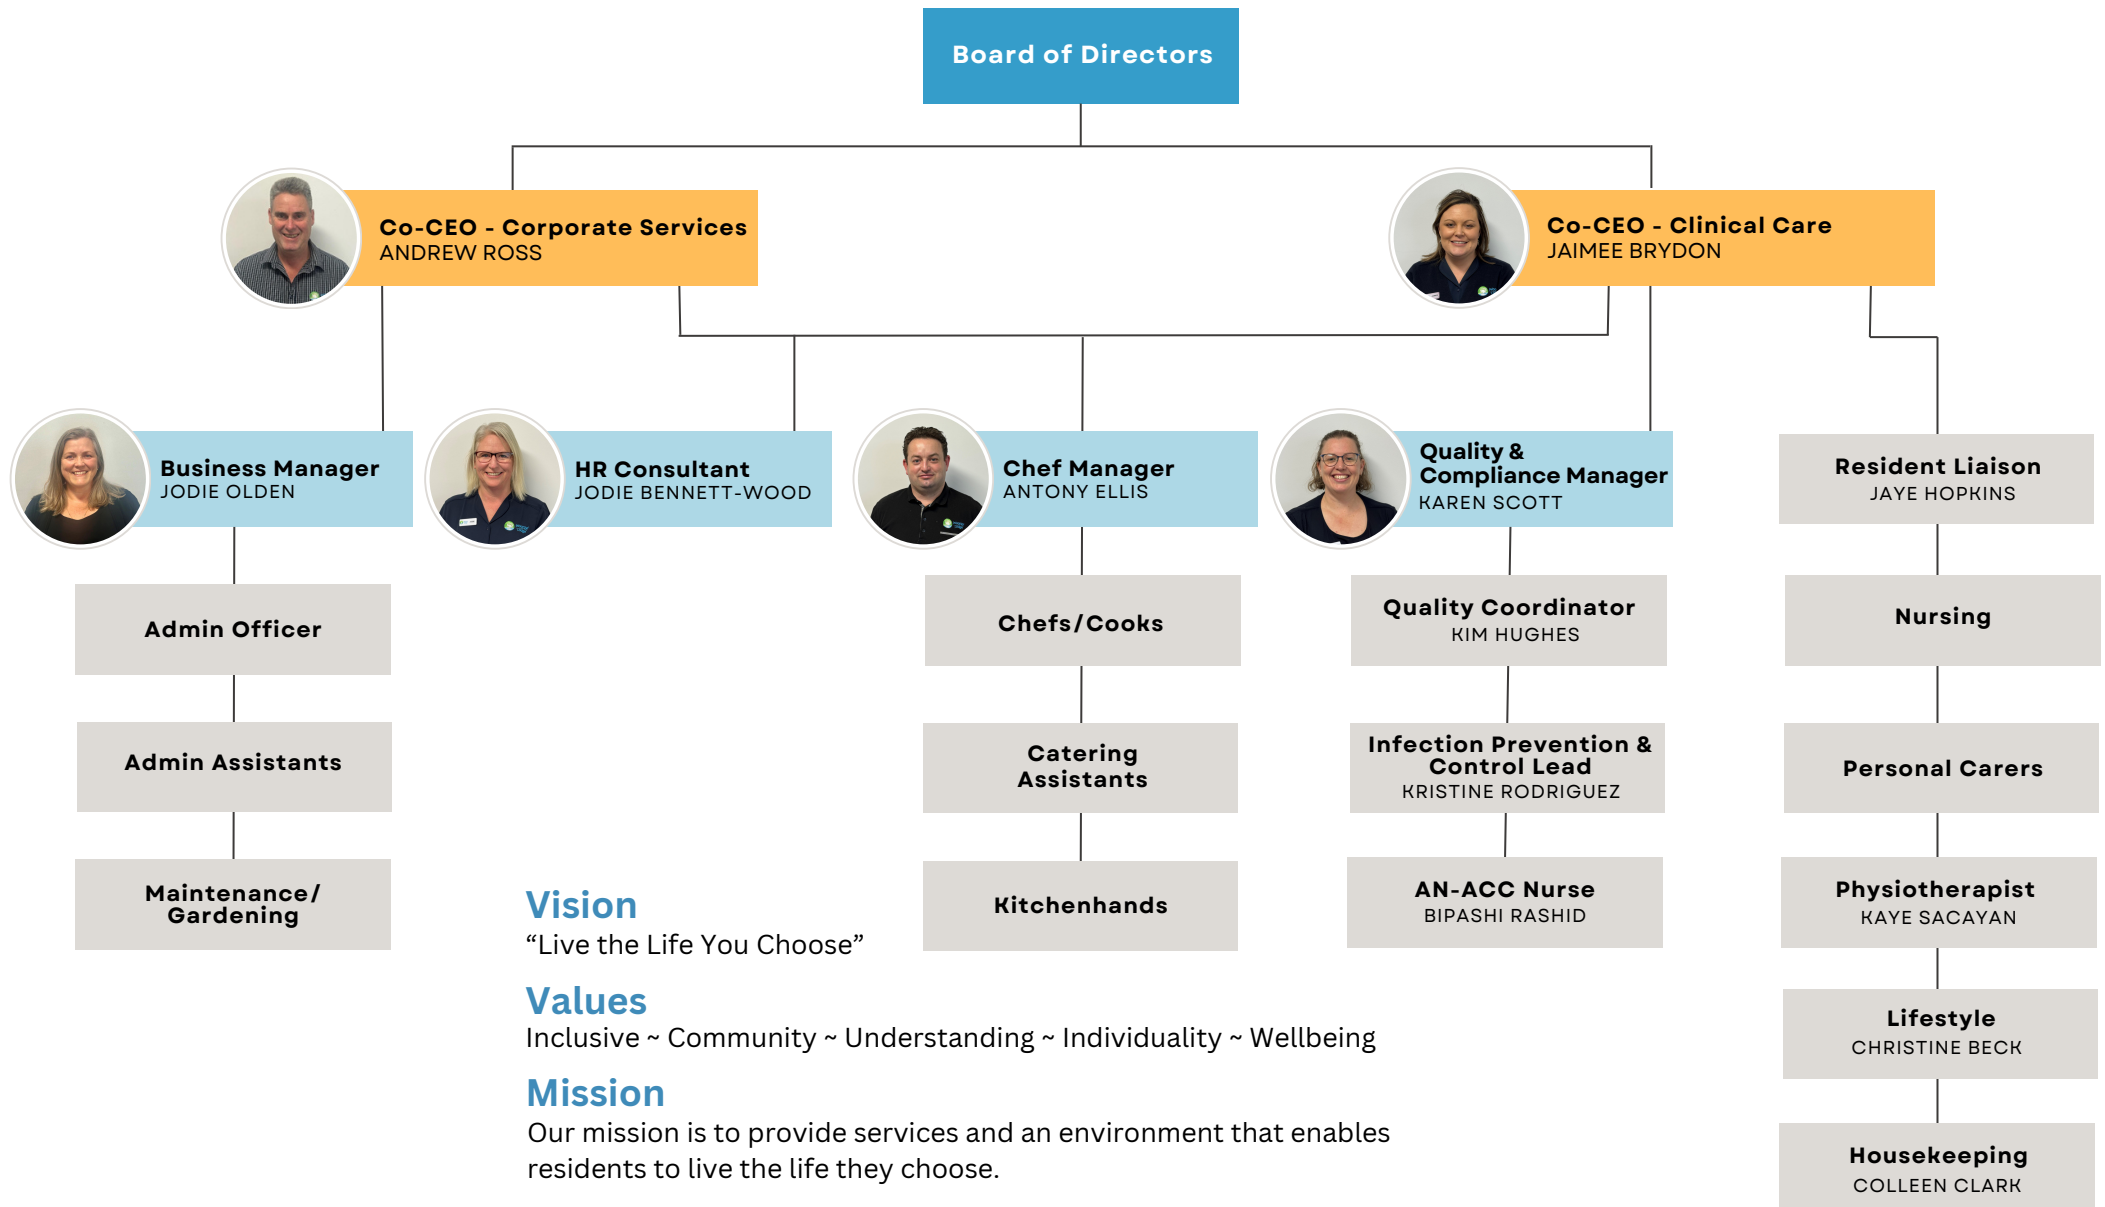 Board of Directors
Co-CEO - Corporate Services
ANDREW ROSS
Co-CEO - Clinical Care
JAIMEE BRYDON
Business Manager
JODIE OLDEN
HR Consultant
JODIE BENNETT-WOOD
Chef Manager
ANTONY ELLIS
Quality &
Compliance Manager
KAREN SCOTT
Resident Liaison
JAYE HOPKINS
Admin Officer
Chefs/Cooks
Quality Coordinator
KIM HUGHES
Nursing
Admin Assistants
Catering
Assistants
Infection Prevention &
Control Lead
KRISTINE RODRIGUEZ
Personal Carers
Maintenance/
Gardening
Kitchenhands
AN-ACC Nurse
BIPASHI RASHID
Physiotherapist
KAYE SACAYAN
Lifestyle
CHRISTINE BECK
Housekeeping
COLLEEN CLARK
Vision
“Live the Life You Choose”
Values
Inclusive ~ Community ~ Understanding ~ Individuality ~ Wellbeing
Mission
Our mission is to provide services and an environment that enables
residents to live the life they choose.